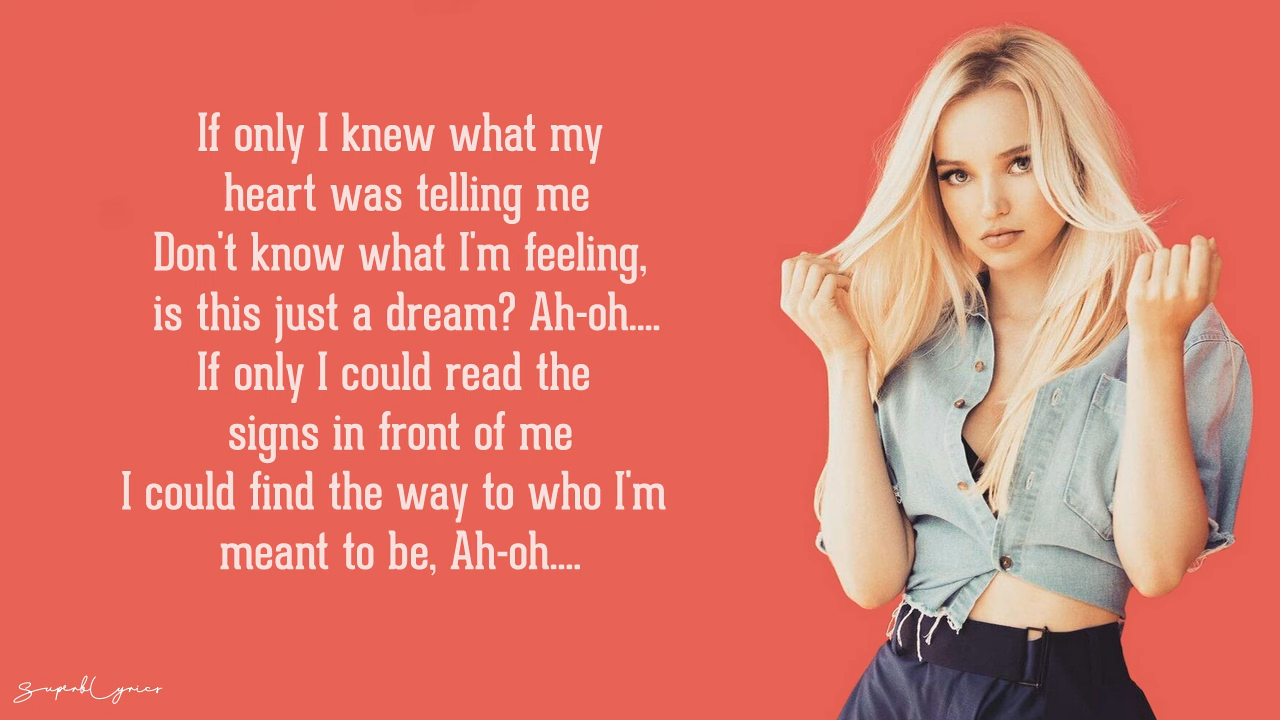 If only I knew what my
heart was telling me
Don't know what I'm feeling,
is this just a dream? Ah-oh....
If only I could read the
signs in front of me
I could find the way to who I'm
meant to be, Ah-oh....
SuperbLyrics